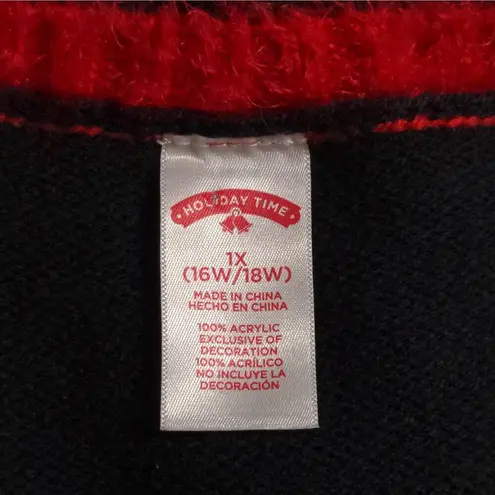 • HOLIDAY TIME •
1X
(16W/18W)
MADE IN CHINA
HECHO EN CHINA
100% ACRYLIC
EXCLUSIVE OF
DECORATION
100% ACRÍLICO
NO INCLUYE LA
DECORACIÓN